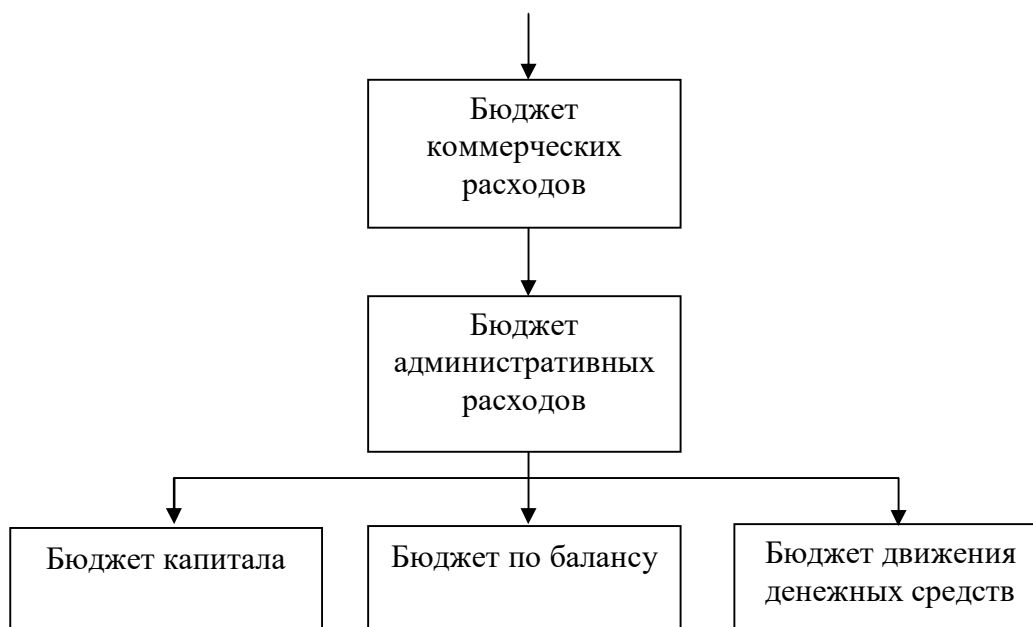 Бюджет
коммерческих
расходов
Бюджет
административных
расходов
Бюджет капитала
Бюджет по балансу
Бюджет движения
денежных средств